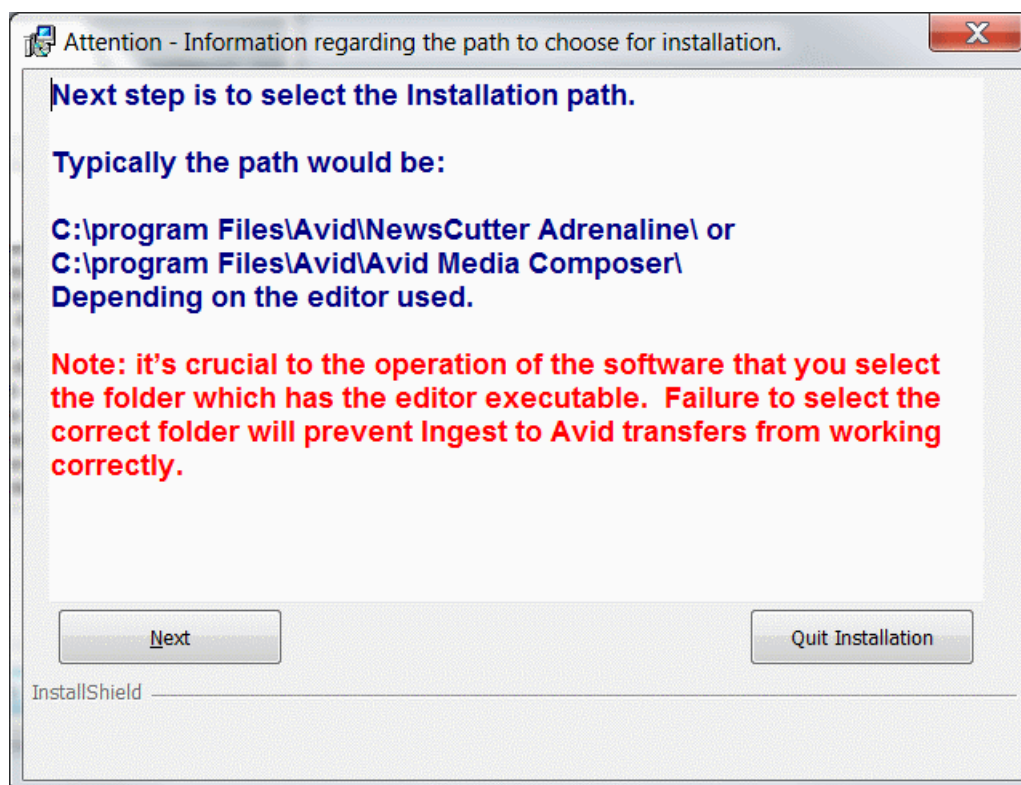 Attention - Information regarding the path to choose for installation.
Next step is to select the Installation path.
Typically the path would be:
C:\program Files\Avid\NewsCutter Adrenaline\ or
C:\program Files\Avid\Avid Media Composer\
Depending on the editor used.
Note: it’s crucial to the operation of the software that you select
the folder which has the editor executable.  Failure to select the
correct folder will prevent Ingest to Avid transfers from working
correctly.
Next
Quit Installation
InstallShield